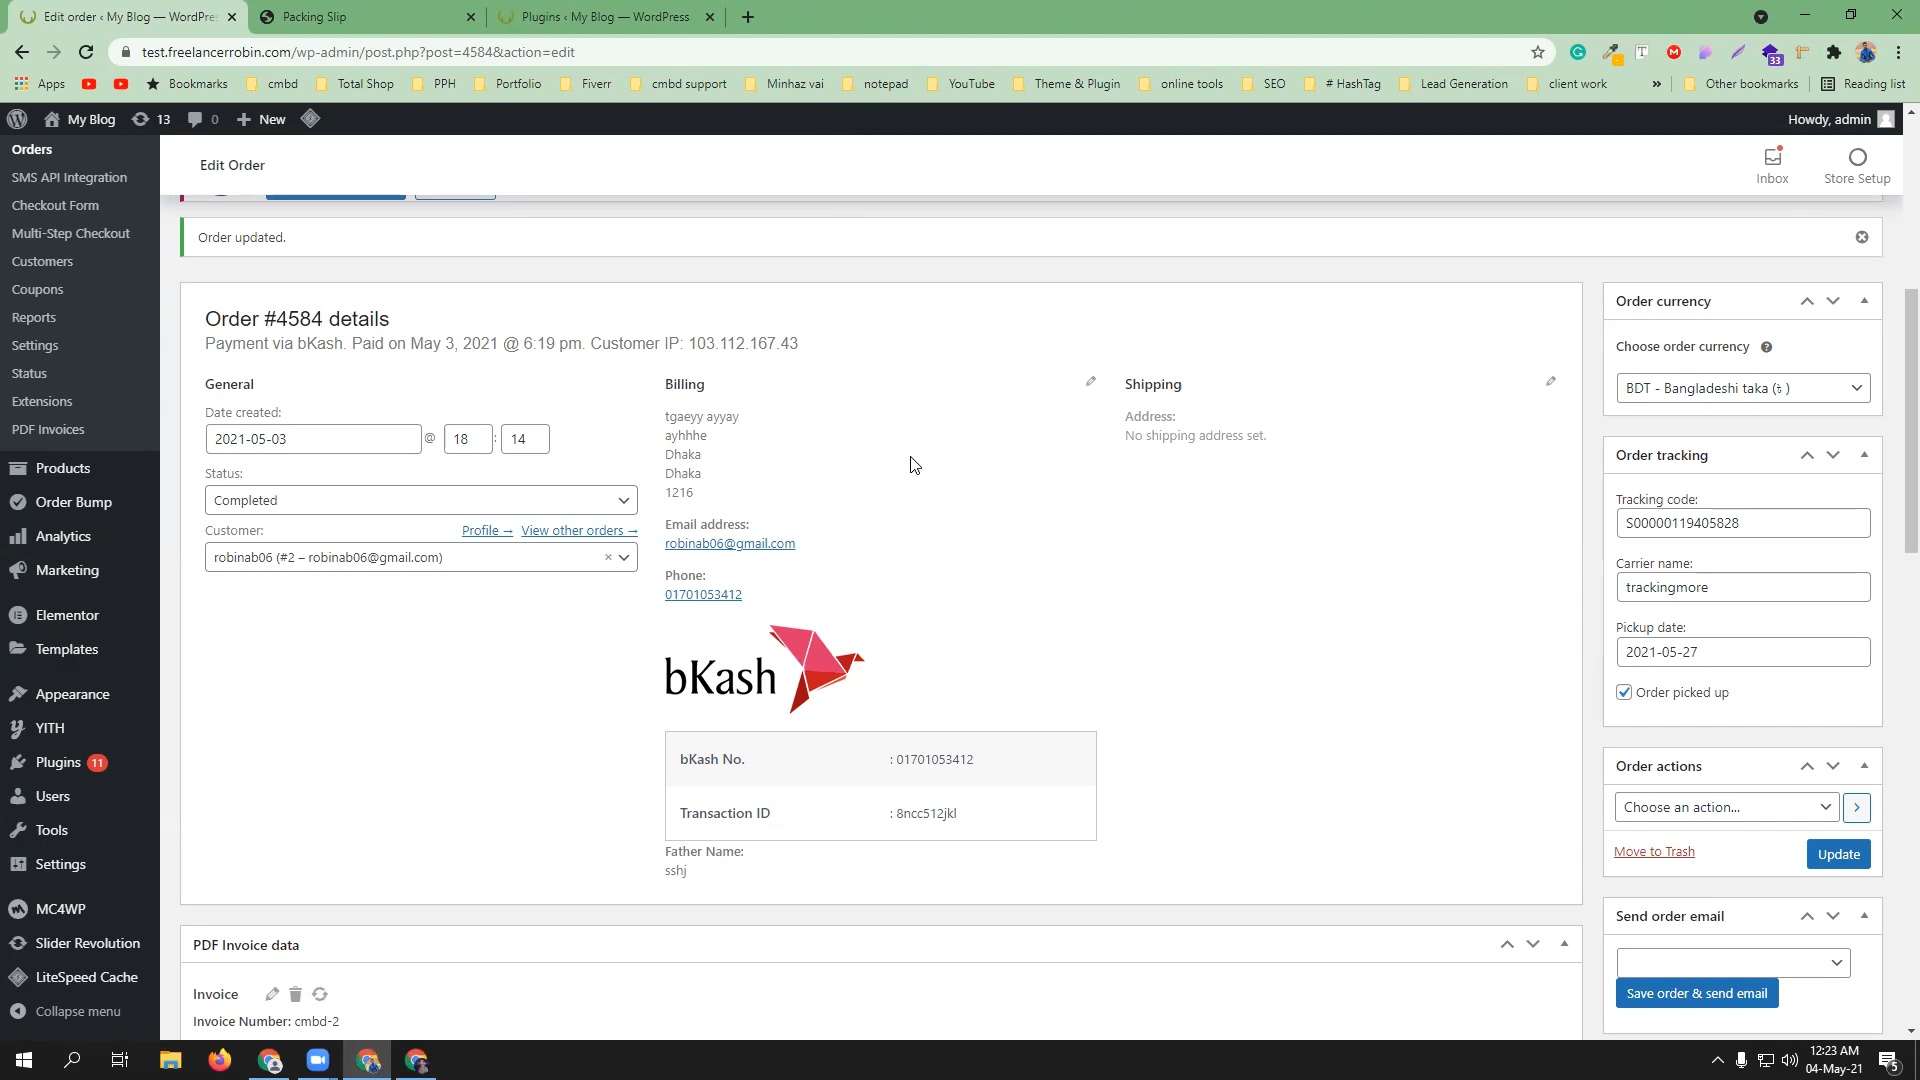 Edit order ‹ My Blog — WordPre
Packing Slip
Plugins ‹ My Blog — WordPress
test.freelancerrobin.com/wp-admin/post.php?post=4584&action=edit
33
Apps
Bookmarks
cmbd
Total Shop
PPH
Portfolio
Fiverr
cmbd support
Minhaz vai
notepad
YouTube
Theme & Plugin
online tools
SEO
# HashTag
Lead Generation
client work
»
Other bookmarks
Reading list
My Blog
13
0
New
Howdy, admin
Orders
SMS API Integration
Checkout Form
Multi-Step Checkout
Customers
Coupons
Reports
Settings
Status
Extensions
PDF Invoices
Products
Order Bump
Analytics
Marketing
Elementor
Templates
Appearance
YITH
Plugins 11
Users
Tools
Settings
MC4WP
Slider Revolution
LiteSpeed Cache
Collapse menu
Edit Order
Inbox
Store Setup
Order updated.
Order #4584 details
Payment via bKash. Paid on May 3, 2021 @ 6:19 pm. Customer IP: 103.112.167.43
General
Date created:
2021-05-03 @ 18 : 14
Status:
Completed
Customer: Profile → View other orders →
robinab06 (#2 – robinab06@gmail.com) ×
Billing
tgaeyy ayyay
ayhhhe
Dhaka
Dhaka
1216
Email address:
robinab06@gmail.com
Phone:
01701053412
bKash
bKash No. : 01701053412
Transaction ID : 8ncc512jkl
Father Name:
sshj
Shipping
Address:
No shipping address set.
PDF Invoice data
Invoice
Invoice Number: cmbd-2
Order currency
Choose order currency ?
BDT - Bangladeshi taka (৳ )
Order tracking
Tracking code:
S00000119405828
Carrier name:
trackingmore
Pickup date:
2021-05-27
Order picked up
Order actions
Choose an action...
Move to Trash
Update
Send order email
Save order & send email
12:23 AM
04-May-21
5